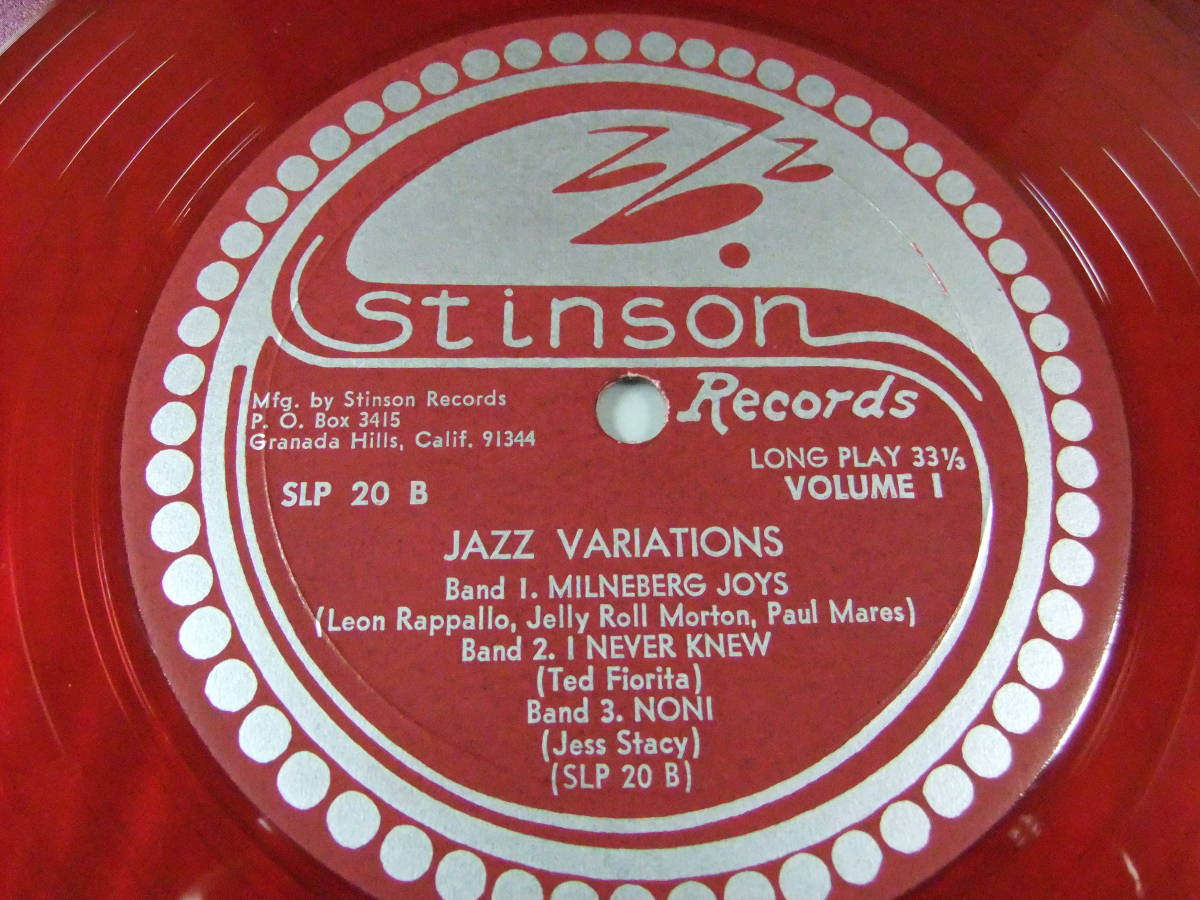 Stinson
Records
Mfg. by Stinson Records
P. O. Box 3415
Granada Hills, Calif. 91344
LONG PLAY 33⅓
SLP 20 B
VOLUME I
JAZZ VARIATIONS
Band 1. MILNEBERG JOYS
(Leon Rappallo, Jelly Roll Morton, Paul Mares)
Band 2. I NEVER KNEW
(Ted Fiorita)
Band 3. NONI
(Jess Stacy)
(SLP 20 B)